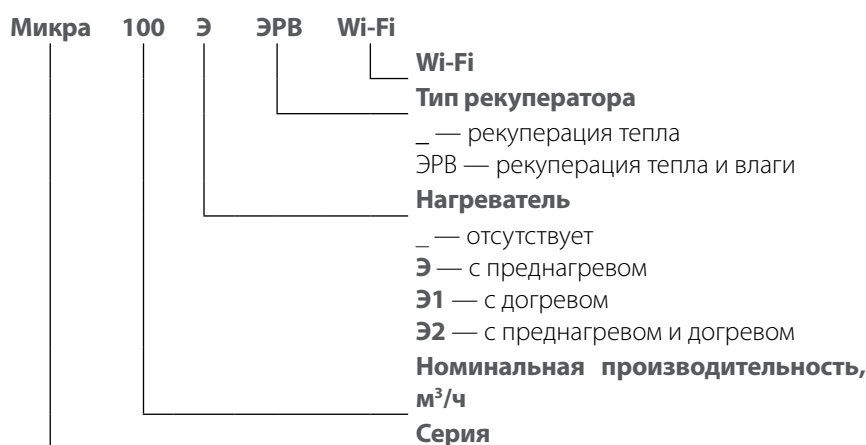 Микра 100 Э ЭРВ Wi-Fi
Wi-Fi
Тип рекуператора
_ — рекуперация тепла
ЭРВ — рекуперация тепла и влаги
Нагреватель
_ — отсутствует
Э — с преднагревом
Э1 — с догревом
Э2 — с преднагревом и догревом
Номинальная производительность,
м³/ч
Серия